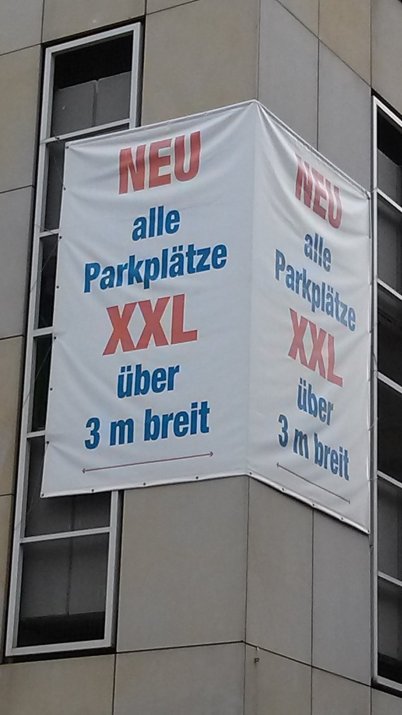 NEU
alle
Parkplätze
XXL
über
3 m breit
NEU
alle
Parkplätze
XXL
über
3 m breit